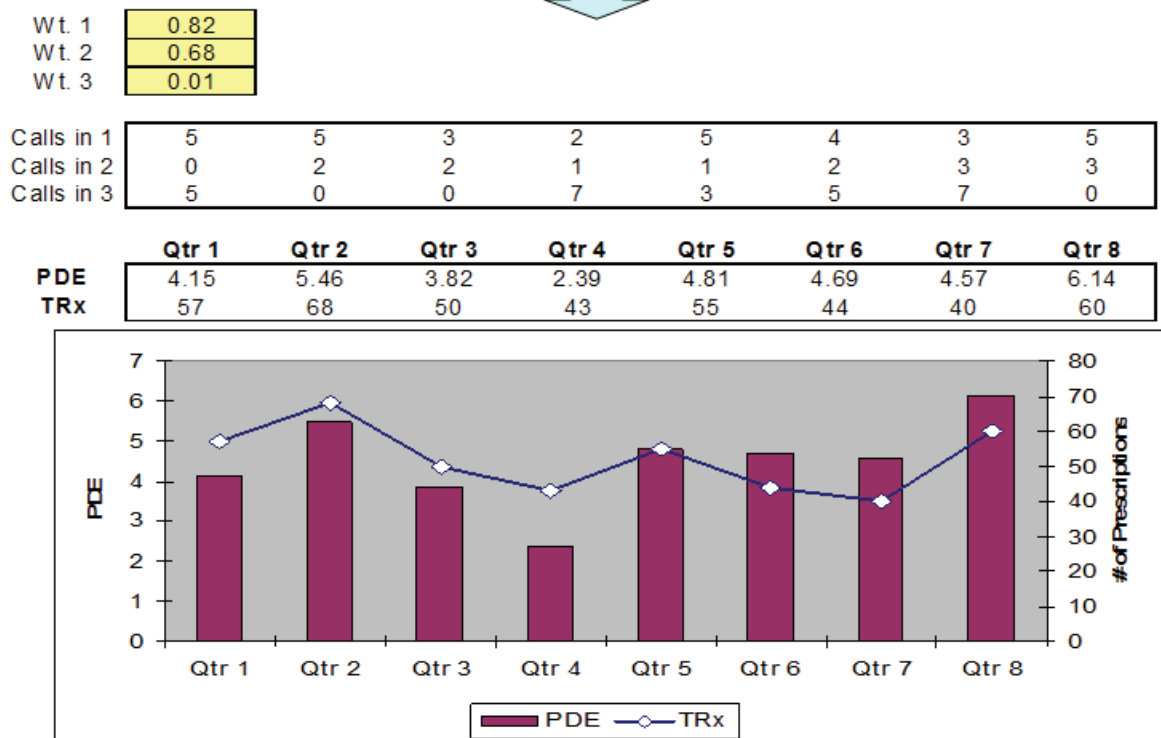 Wt. 1 0.82
Wt. 2 0.68
Wt. 3 0.01
Calls in 1 5 5 3 2 5 4 3 5
Calls in 2 0 2 2 1 1 2 3 3
Calls in 3 5 0 0 7 3 5 7 0
Qtr 1 Qtr 2 Qtr 3 Qtr 4 Qtr 5 Qtr 6 Qtr 7 Qtr 8
PDE 4.15 5.46 3.82 2.39 4.81 4.69 4.57 6.14
TRx 57 68 50 43 55 44 40 60
7 80
6 70
5 60
4 50
3 40
2 30
1 20
0 10
0
PDE
# of Prescriptions
Qtr 1 Qtr 2 Qtr 3 Qtr 4 Qtr 5 Qtr 6 Qtr 7 Qtr 8
PDE TRx